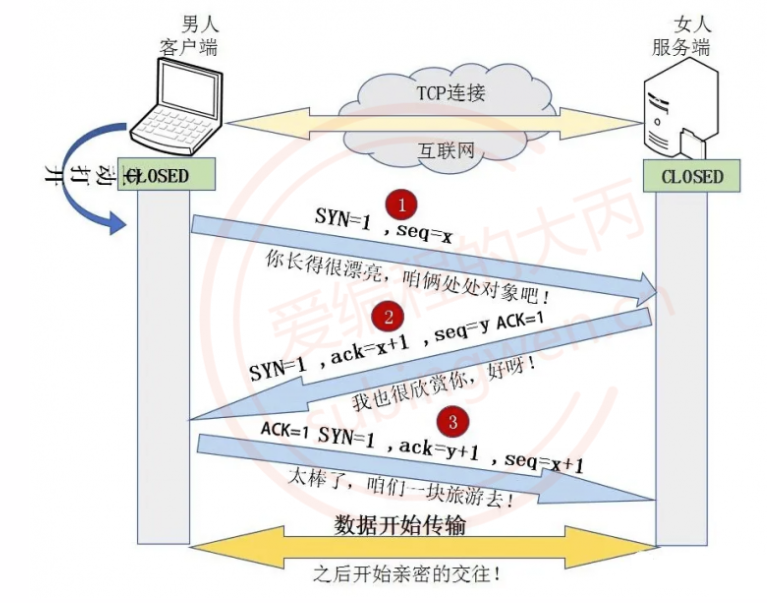 男人
客户端
女人
服务端
TCP连接
互联网
主动打开
CLOSED
CLOSED
1
SYN=1 ,seq=x
你长得很漂亮，咱俩处处对象吧！
2
SYN=1 ,ack=x+1 ,seq=y ACK=1
我也很欣赏你，好呀！
3
ACK=1 SYN=1 ,ack=y+1 ,seq=x+1
太棒了，咱们一块旅游去！
数据开始传输
之后开始亲密的交往！
爱编程的大丙
subingwen.cn